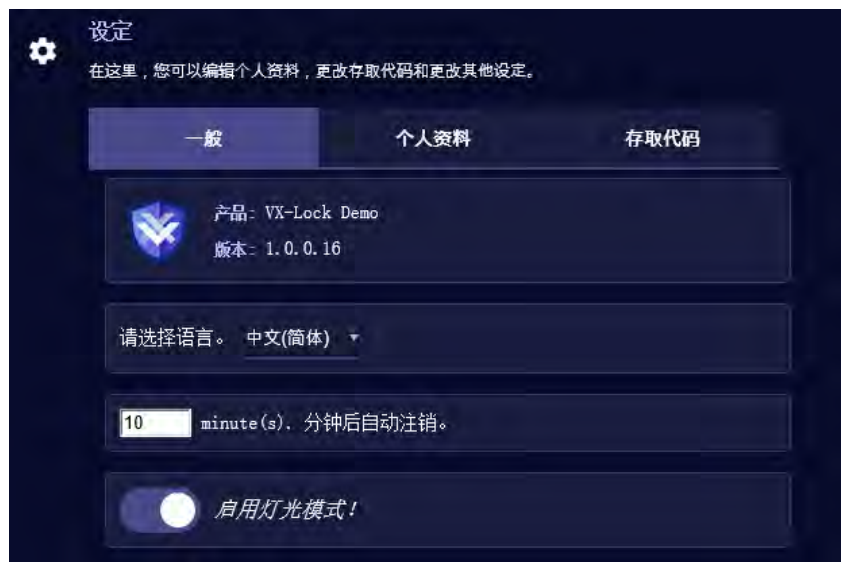 设定
在这里，您可以编辑个人资料，更改存取代码和更改其他设定。
一般 个人资料 存取代码
产品: VX-Lock Demo
版本: 1.0.0.16
请选择语言。 中文(简体)
10 minute(s). 分钟后自动注销。
启用灯光模式!